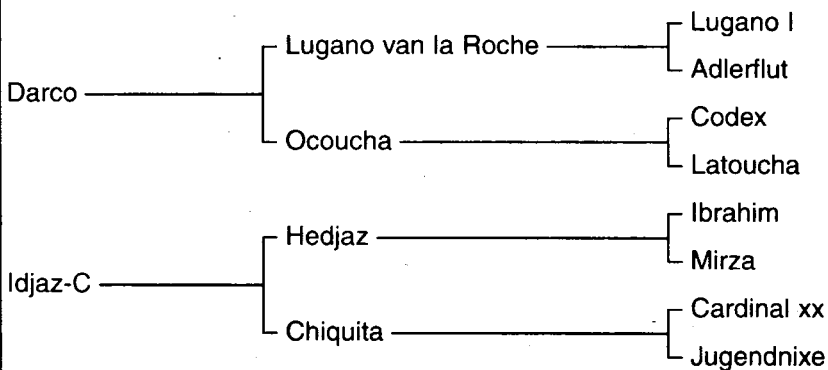 Lugano I
Lugano van la Roche
Adlerflut
Darco
Codex
Ocoucha
Latoucha
Ibrahim
Hedjaz
Mirza
Idjaz-C
Cardinal xx
Chiquita
Jugendnixe